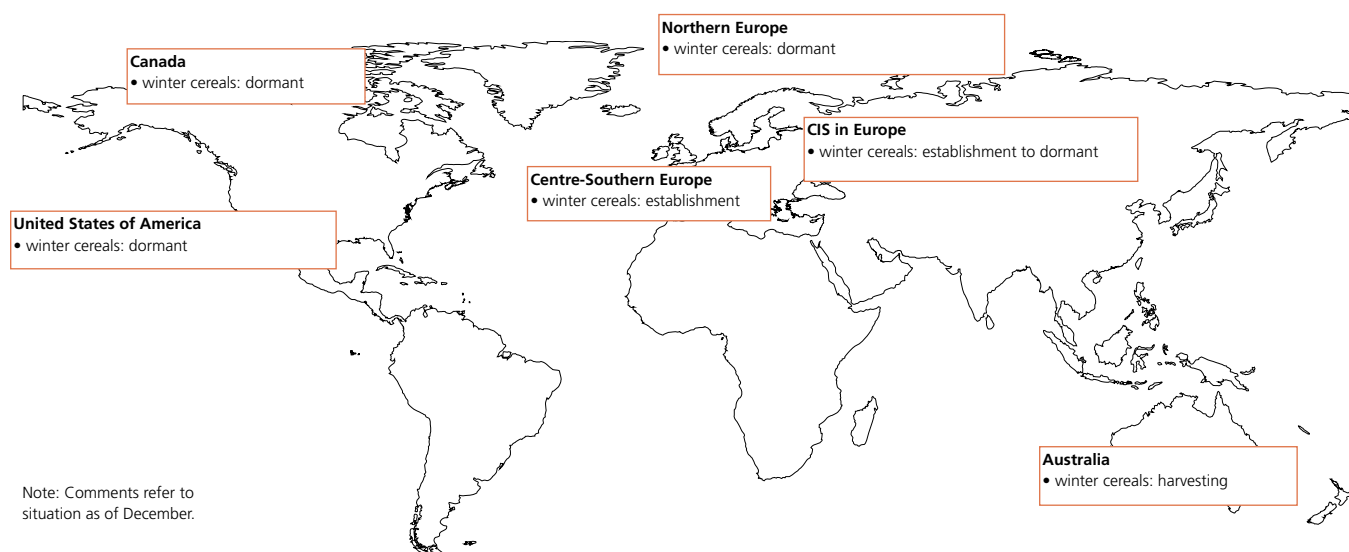 Northern Europe
• winter cereals: dormant
Canada
• winter cereals: dormant
CIS in Europe
• winter cereals: establishment to dormant
Centre-Southern Europe
• winter cereals: establishment
United States of America
• winter cereals: dormant
Australia
• winter cereals: harvesting
Note: Comments refer to
situation as of December.